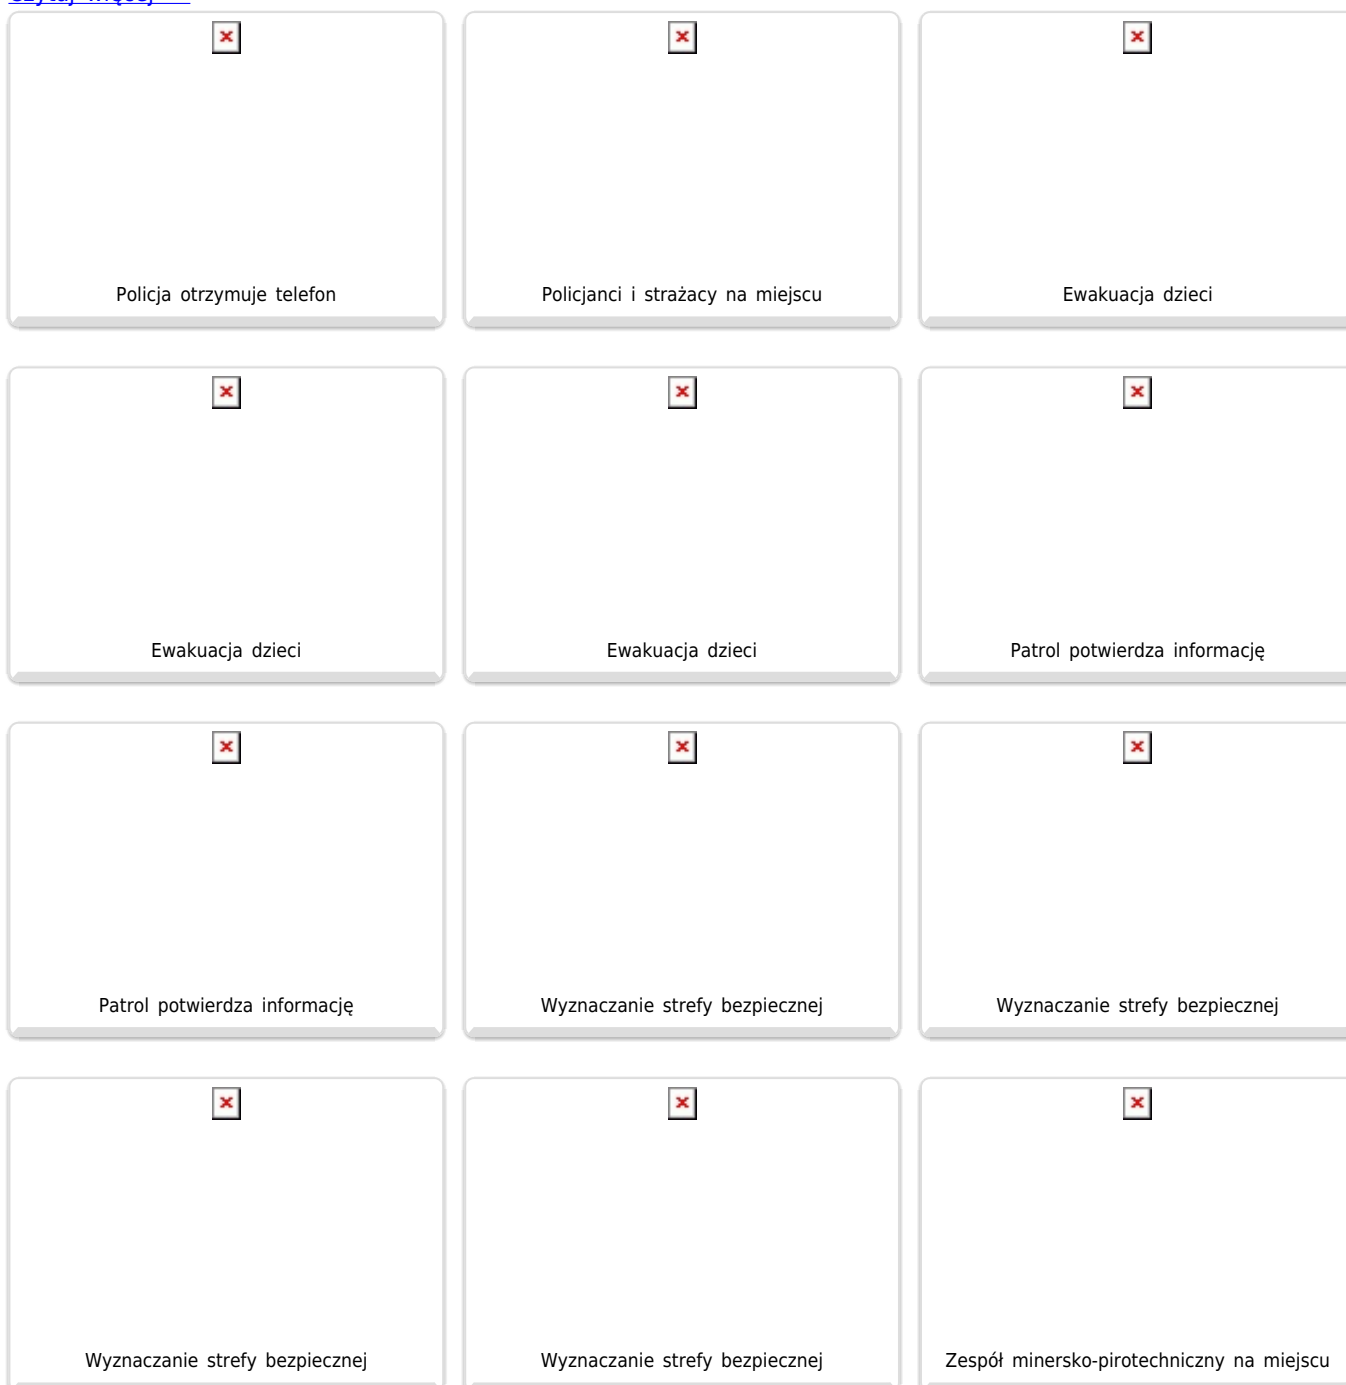 Policja otrzymuje telefon
Policjanci i strażacy na miejscu
Ewakuacja dzieci
Ewakuacja dzieci
Ewakuacja dzieci
Patrol potwierdza informację
Patrol potwierdza informację
Wyznaczanie strefy bezpiecznej
Wyznaczanie strefy bezpiecznej
Wyznaczanie strefy bezpiecznej
Wyznaczanie strefy bezpiecznej
Zespół minersko-pirotechniczny na miejscu